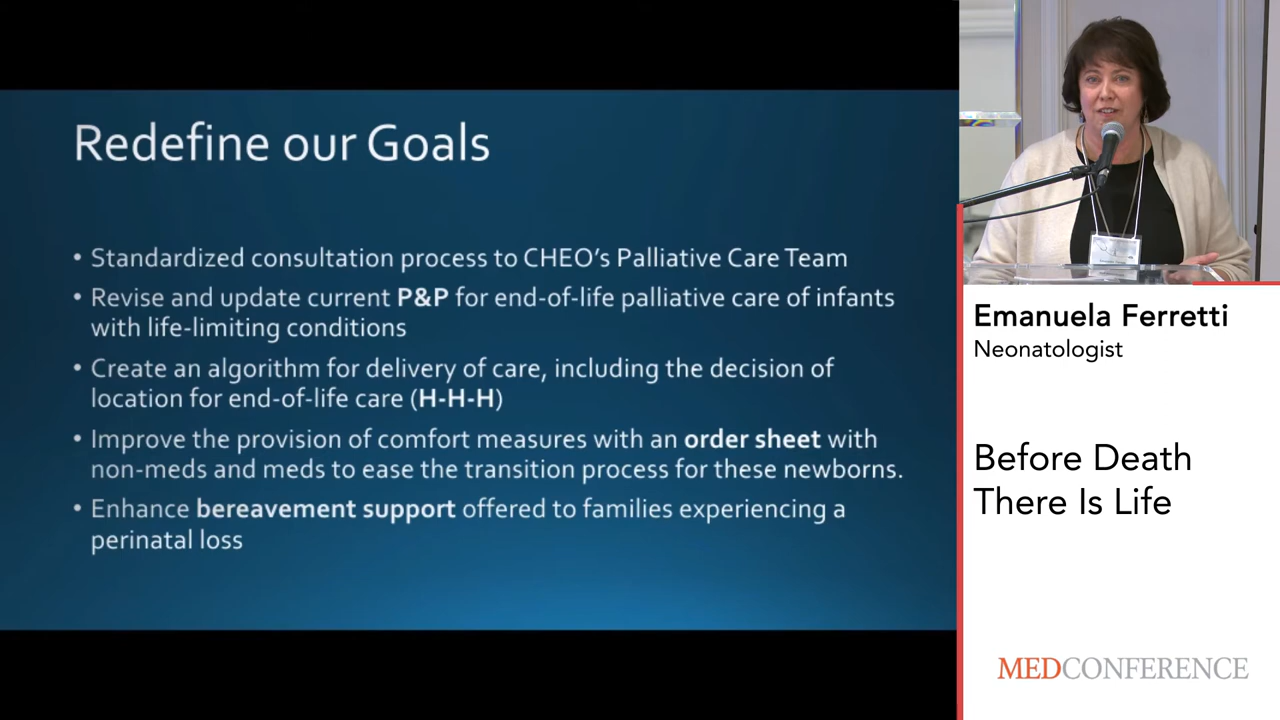 Redefine our Goals
• Standardized consultation process to CHEO's Palliative Care Team
• Revise and update current P&P for end-of-life palliative care of infants
with life-limiting conditions
• Create an algorithm for delivery of care, including the decision of
location for end-of-life care (H-H-H)
• Improve the provision of comfort measures with an order sheet with
non-meds and meds to ease the transition process for these newborns.
• Enhance bereavement support offered to families experiencing a
perinatal loss
Emanuela Ferretti
Neonatologist
Before Death
There Is Life
MEDCONFERENCE